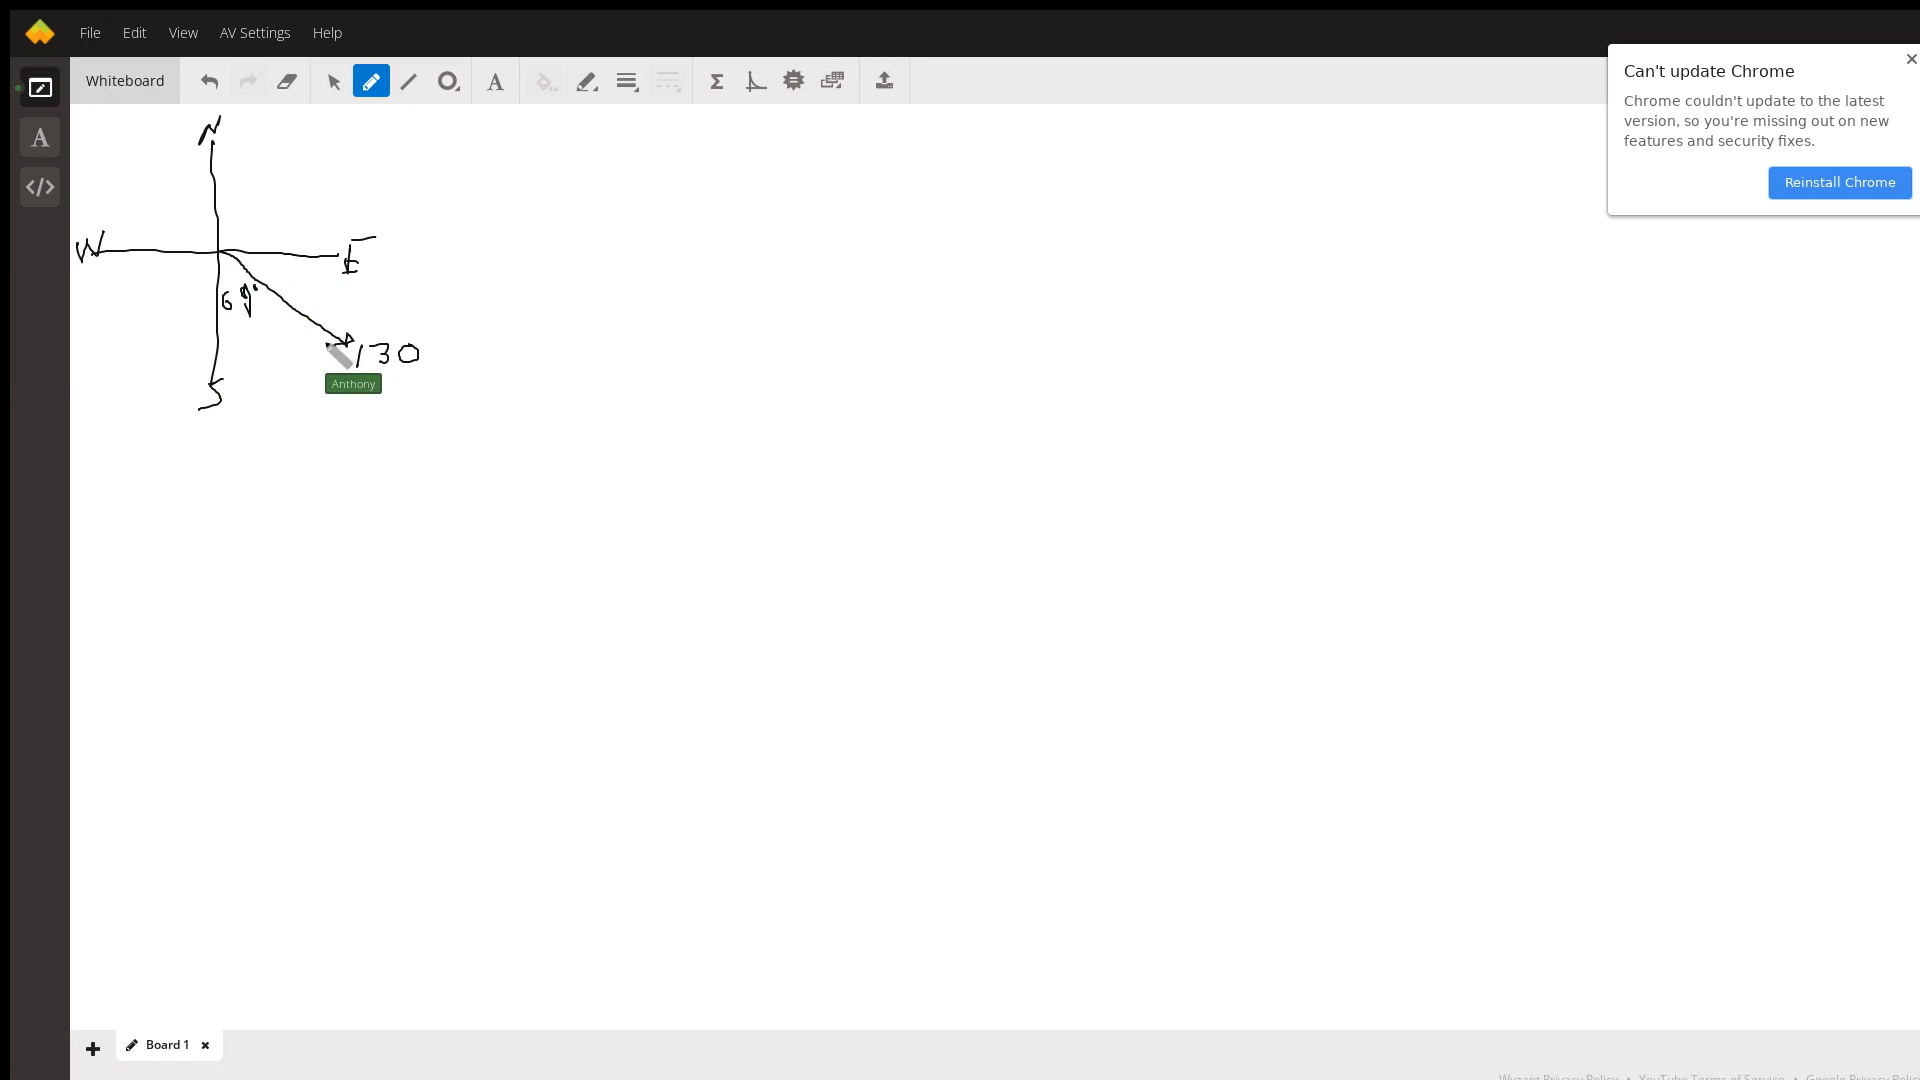 File Edit View AV Settings Help
Whiteboard
Can't update Chrome
Chrome couldn't update to the latest
version, so you're missing out on new
features and security fixes.
Reinstall Chrome
N
W
E
130
Anthony
S
Board 1